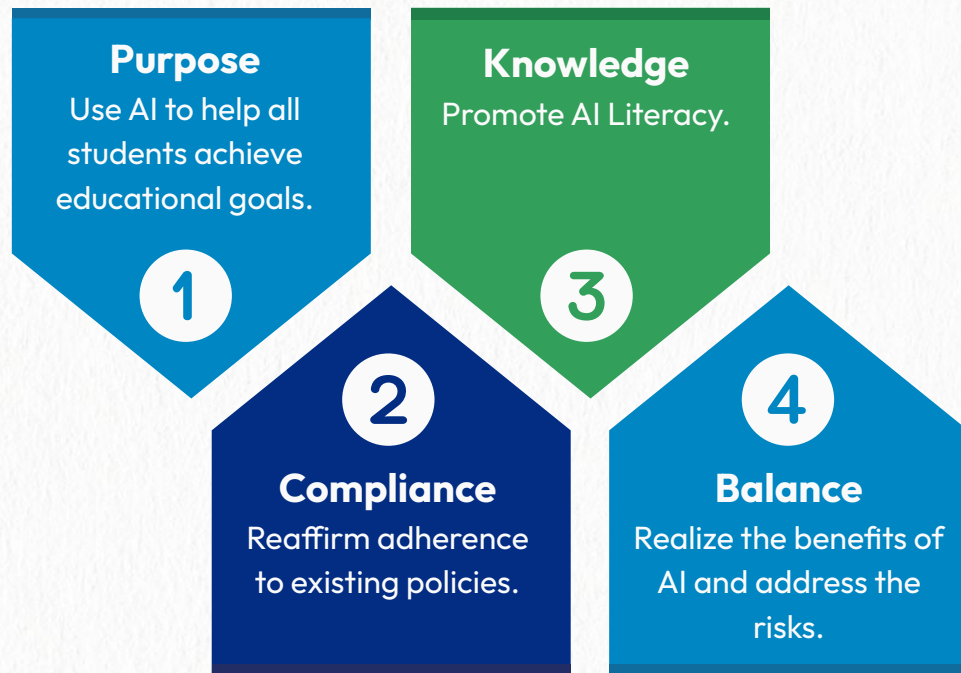 Purpose
Use AI to help all
students achieve
educational goals.
1
2
Compliance
Reaffirm adherence
to existing policies.
Knowledge
Promote AI Literacy.
3
4
Balance
Realize the benefits of
AI and address the
risks.